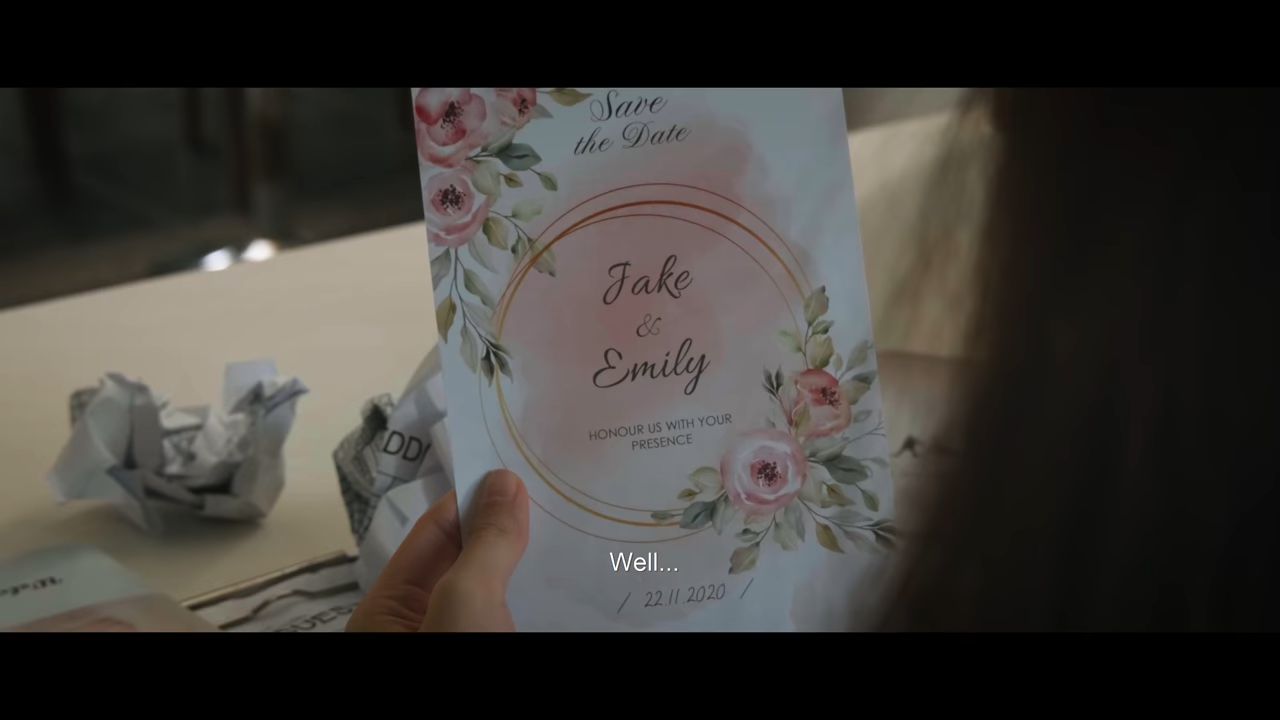 Save
the Date
Jake
&
Emily
HONOUR US WITH YOUR
PRESENCE
Well...
/ 22.11.2020 /